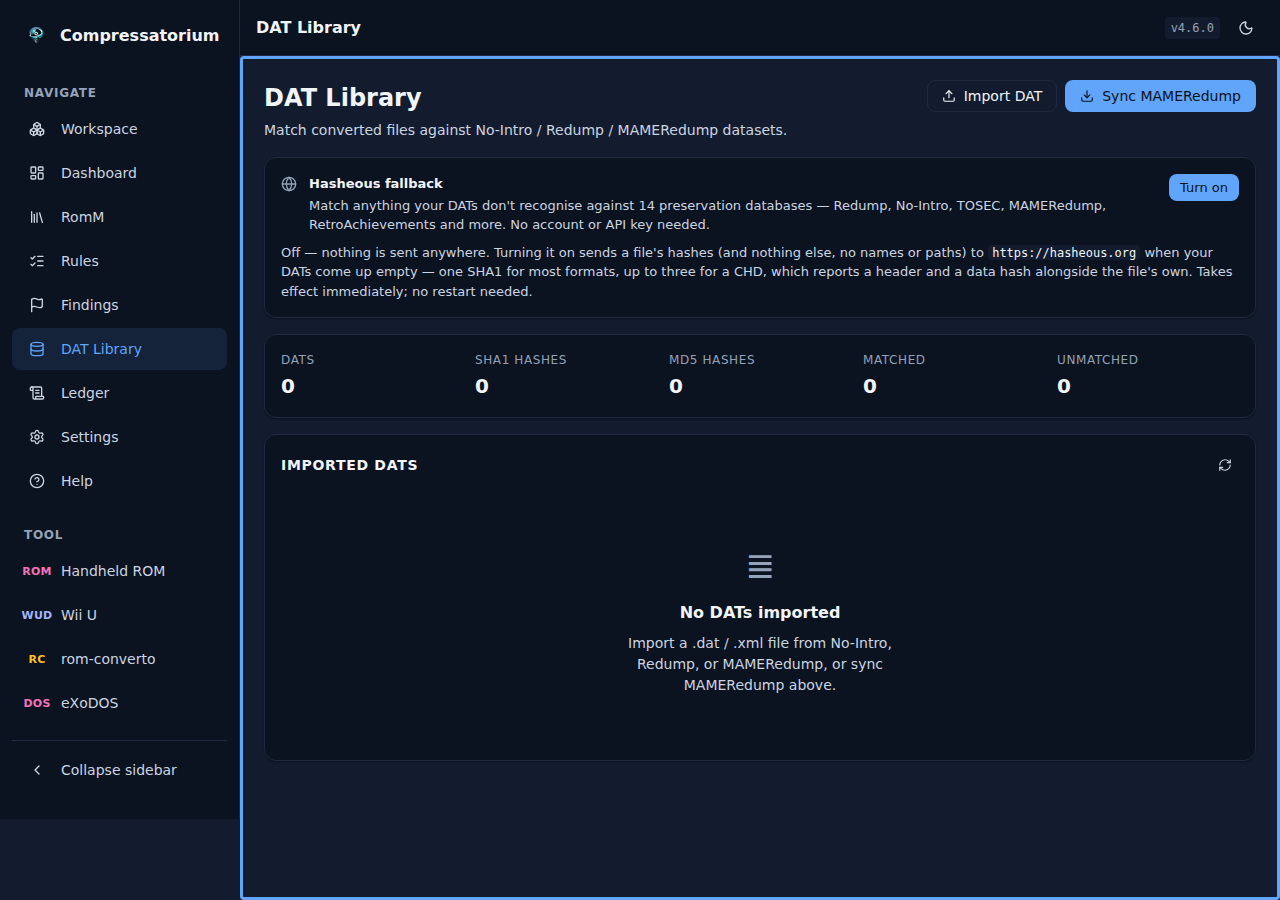 Compressatorium
DAT Library
v4.6.0
NAVIGATE
Workspace
Dashboard
RomM
Rules
Findings
DAT Library
Ledger
Settings
Help
TOOL
ROM Handheld ROM
WUD Wii U
RC rom-converto
DOS eXoDOS
Collapse sidebar
DAT Library
Import DAT
Sync MAMERedump
Match converted files against No-Intro / Redump / MAMERedump datasets.
Hasheous fallback
Turn on
Match anything your DATs don't recognise against 14 preservation databases — Redump, No-Intro, TOSEC, MAMERedump,
RetroAchievements and more. No account or API key needed.
Off — nothing is sent anywhere. Turning it on sends a file's hashes (and nothing else, no names or paths) to https://hasheous.org when your
DATs come up empty — one SHA1 for most formats, up to three for a CHD, which reports a header and a data hash alongside the file's own. Takes
effect immediately; no restart needed.
DATS SHA1 HASHES MD5 HASHES MATCHED UNMATCHED
0 0 0 0 0
IMPORTED DATS
No DATs imported
Import a .dat / .xml file from No-Intro,
Redump, or MAMERedump, or sync
MAMERedump above.